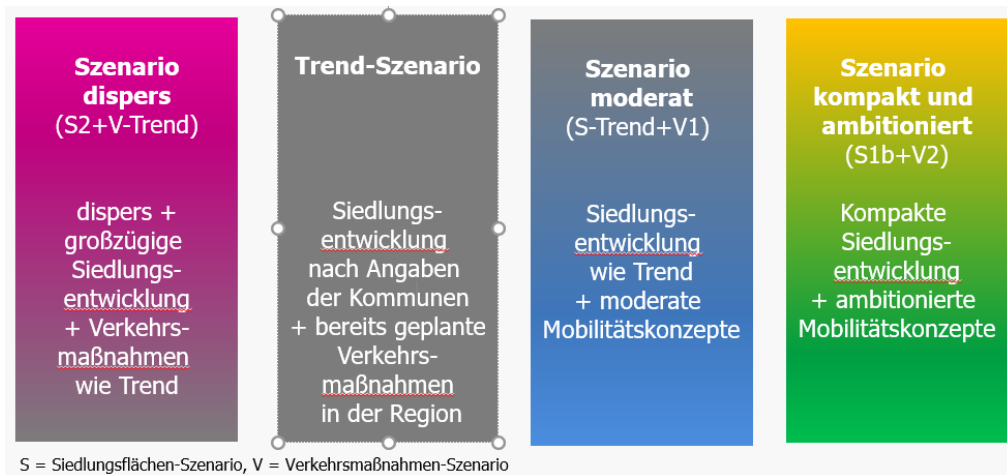 Szenario
dispers
(S2+V-Trend)
dispers +
großzügige
Siedlungs-
entwicklung
+ Verkehrs-
maßnahmen
wie Trend
Trend-Szenario
Siedlungs-
entwicklung
nach Angaben
der Kommunen
+ bereits geplante
Verkehrs-
maßnahmen
in der Region
Szenario
moderat
(S-Trend+V1)
Siedlungs-
entwicklung
wie Trend
+ moderate
Mobilitätskonzepte
Szenario
kompakt und
ambitioniert
(S1b+V2)
Kompakte
Siedlungs-
entwicklung
+ ambitionierte
Mobilitätskonzepte
S = Siedlungsflächen-Szenario, V = Verkehrsmaßnahmen-Szenario